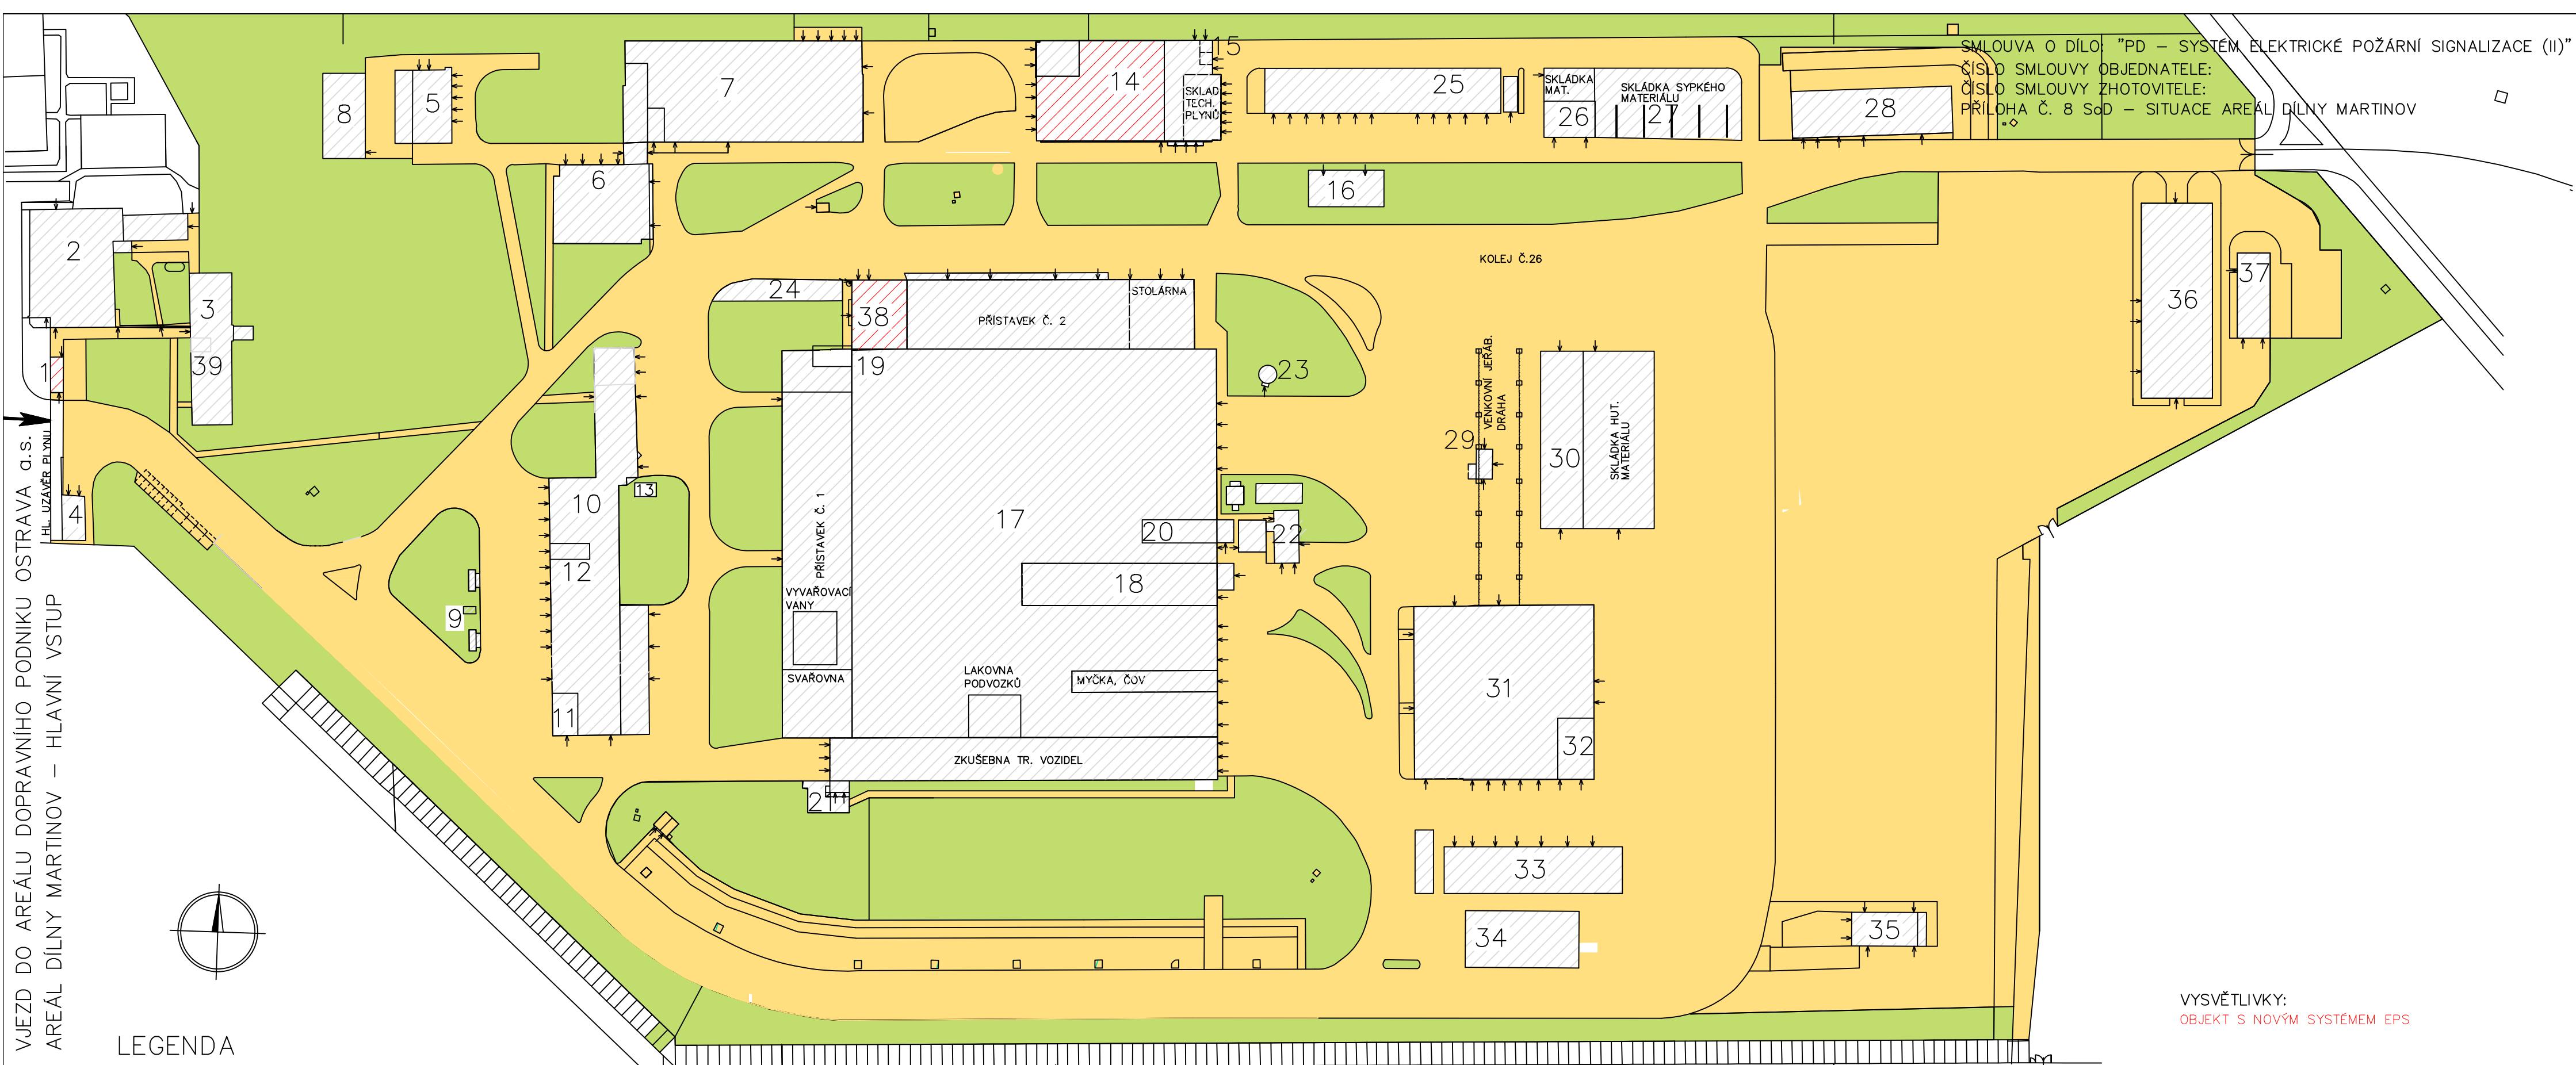 SMLOUVA O DÍLO: "PD – SYSTÉM ELEKTRICKÉ POŽÁRNÍ SIGNALIZACE (II)"
ČÍSLO SMLOUVY OBJEDNATELE:
ČÍSLO SMLOUVY ZHOTOVITELE:
PŘÍLOHA Č. 8 SoD – SITUACE AREÁL DÍLNY MARTINOV
15
14
7
5
8
25
SKLÁDKA
MAT.
26
SKLÁDKA SYPKÉHO
MATERIÁLU
27
28
SKLAD
TECH.
PLYNŮ
6
16
2
3
39
1
KOLEJ Č.26
37
36
24
38
PŘÍSTAVEK Č. 2
STOLÁRNA
19
23
VENKOVNÍ JEŘÁB.
DRÁHA
29
30
SKLÁDKA HUT.
MATERIÁLU
HL. UZÁVĚR PLYNU
4
10
13
12
9
11
17
20
22
18
PŘÍSTAVEK Č. 1
VYVAŘOVACÍ
VANY
SVAŘOVNA
LAKOVNA
PODVOZKŮ
MYČKA, ČOV
ZKUŠEBNA TR. VOZIDEL
21
31
32
33
34
35
VJEZD DO AREÁLU DOPRAVNÍHO PODNIKU OSTRAVA a.s.
AREÁL DÍLNY MARTINOV – HLAVNÍ VSTUP
LEGENDA
VYSVĚTLIVKY:
OBJEKT S NOVÝM SYSTÉMEM EPS